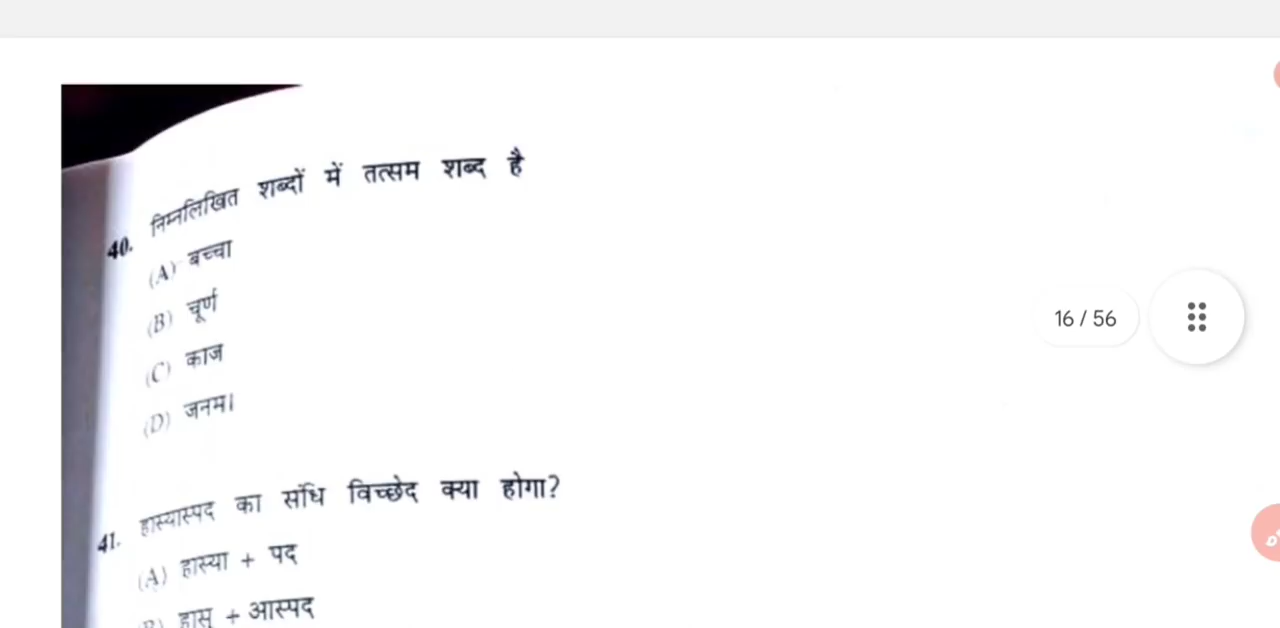 40. निम्नलिखित शब्दों में तत्सम शब्द है
(A) बच्चा
(B) चूर्ण
(C) काज
(D) जनम।
16 / 56
41. हास्यास्पद का संधि विच्छेद क्या होगा?
(A) हास्या + पद
(B) हासु + आस्पद